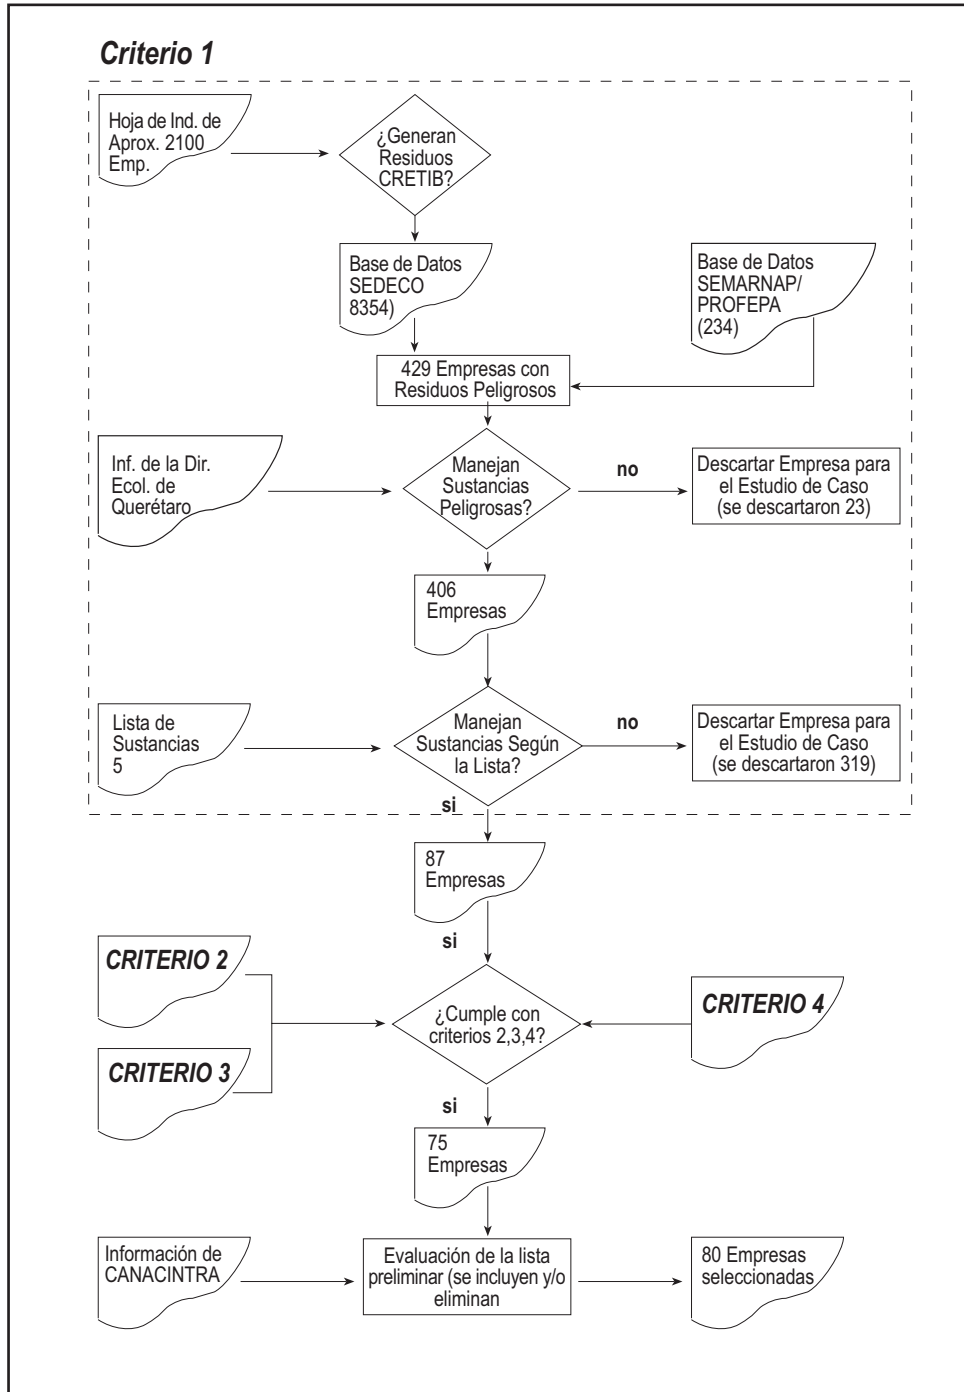 Criterio 1
Hoja de Ind. de
Aprox. 2100
Emp.
¿Generan
Residuos
CRETIB?
Base de Datos
SEDECO
8354)
Base de Datos
SEMARNAP/
PROFEPA
(234)
429 Empresas con
Residuos Peligrosos
Inf. de la Dir.
Ecol. de
Querétaro
Manejan
Sustancias
Peligrosas?
no
Descartar Empresa para
el Estudio de Caso
(se descartaron 23)
406
Empresas
Lista de
Sustancias
5
Manejan
Sustancias Según
la Lista?
no
Descartar Empresa para
el Estudio de Caso
(se descartaron 319)
si
87
Empresas
si
CRITERIO 2
CRITERIO 3
¿Cumple con
criterios 2,3,4?
CRITERIO 4
si
75
Empresas
Información de
CANACINTRA
Evaluación de la lista
preliminar (se incluyen y/o
eliminan
80 Empresas
seleccionadas